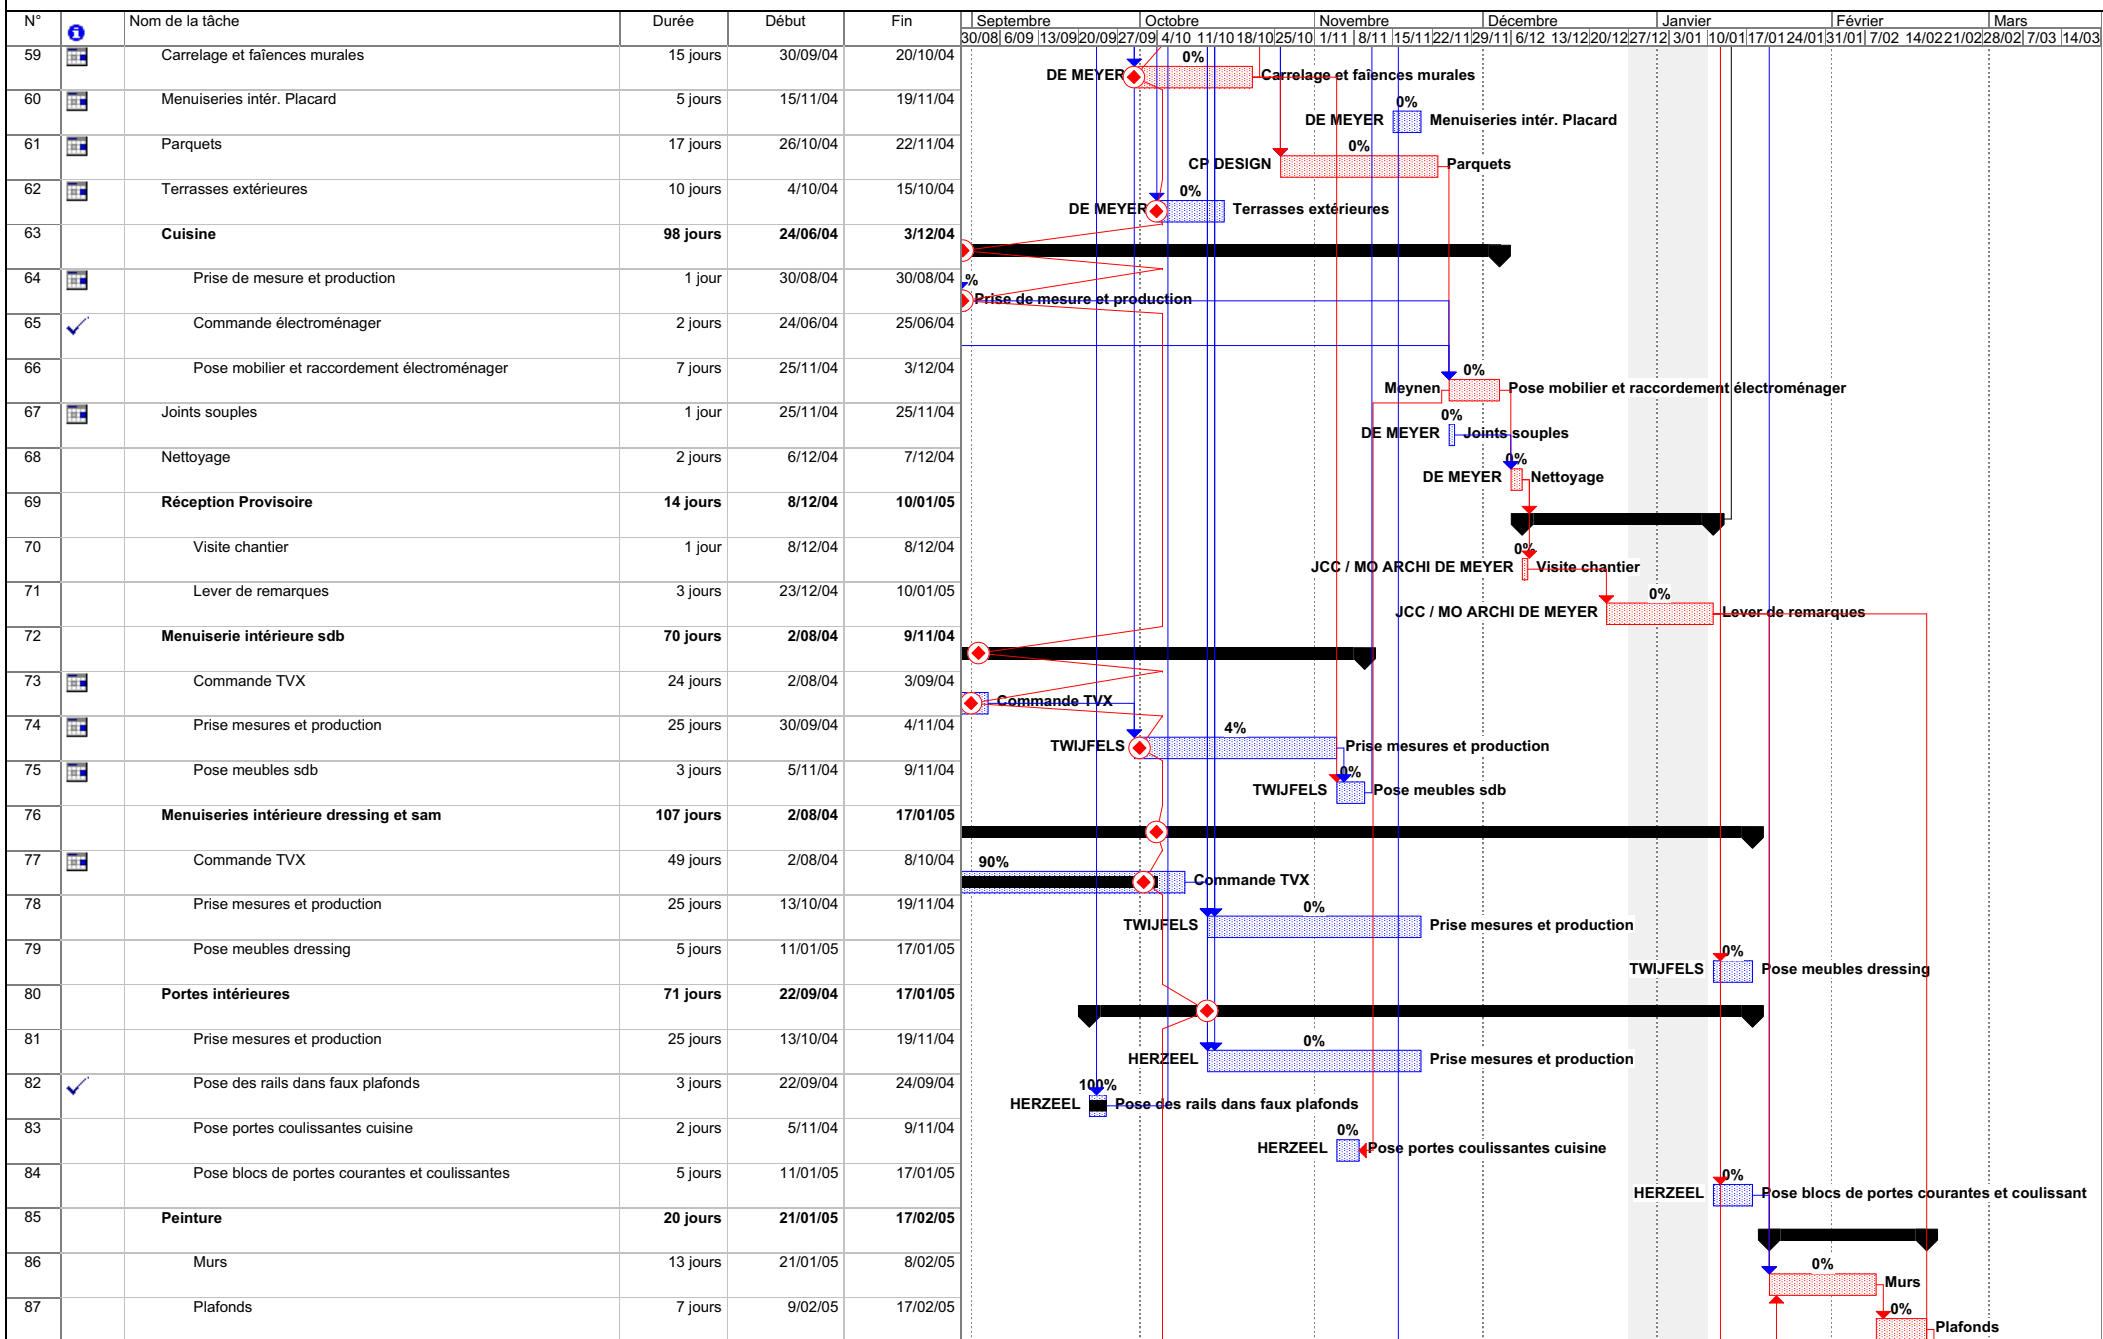 N° Nom de la tâche Durée Début Fin Septembre Octobre Novembre Décembre Janvier Février Mars
30/08 6/09 13/09 20/09 27/09 4/10 11/10 18/10 25/10 1/11 8/11 15/11 22/11 29/11 6/12 13/12 20/12 27/12 3/01 10/01 17/01 24/01 31/01 7/02 14/02 21/02 28/02 7/03 14/03
59 Carrelage et faîences murales 15 jours 30/09/04 20/10/04
0%
DE MEYER Carrelage et faîences murales
60 Menuiseries intér. Placard 5 jours 15/11/04 19/11/04
0%
DE MEYER Menuiseries intér. Placard
61 Parquets 17 jours 26/10/04 22/11/04
0%
CP DESIGN Parquets
62 Terrasses extérieures 10 jours 4/10/04 15/10/04
0%
DE MEYER Terrasses extérieures
63 Cuisine 98 jours 24/06/04 3/12/04
64 Prise de mesure et production 1 jour 30/08/04 30/08/04
%
Prise de mesure et production
65 Commande électroménager 2 jours 24/06/04 25/06/04
66 Pose mobilier et raccordement électroménager 7 jours 25/11/04 3/12/04
0%
Meynen Pose mobilier et raccordement électroménager
67 Joints souples 1 jour 25/11/04 25/11/04
0%
DE MEYER Joints souples
68 Nettoyage 2 jours 6/12/04 7/12/04
0%
DE MEYER Nettoyage
69 Réception Provisoire 14 jours 8/12/04 10/01/05
70 Visite chantier 1 jour 8/12/04 8/12/04
0%
JCC / MO ARCHI DE MEYER Visite chantier
71 Lever de remarques 3 jours 23/12/04 10/01/05
0%
JCC / MO ARCHI DE MEYER Lever de remarques
72 Menuiserie intérieure sdb 70 jours 2/08/04 9/11/04
73 Commande TVX 24 jours 2/08/04 3/09/04
Commande TVX
74 Prise mesures et production 25 jours 30/09/04 4/11/04
4%
TWIJFELS Prise mesures et production
75 Pose meubles sdb 3 jours 5/11/04 9/11/04
0%
TWIJFELS Pose meubles sdb
76 Menuiseries intérieure dressing et sam 107 jours 2/08/04 17/01/05
77 Commande TVX 49 jours 2/08/04 8/10/04
90%
Commande TVX
78 Prise mesures et production 25 jours 13/10/04 19/11/04
0%
TWIJFELS Prise mesures et production
79 Pose meubles dressing 5 jours 11/01/05 17/01/05
0%
TWIJFELS Pose meubles dressing
80 Portes intérieures 71 jours 22/09/04 17/01/05
81 Prise mesures et production 25 jours 13/10/04 19/11/04
0%
HERZEEL Prise mesures et production
82 Pose des rails dans faux plafonds 3 jours 22/09/04 24/09/04
100%
HERZEEL Pose des rails dans faux plafonds
83 Pose portes coulissantes cuisine 2 jours 5/11/04 9/11/04
0%
HERZEEL Pose portes coulissantes cuisine
84 Pose blocs de portes courantes et coulissantes 5 jours 11/01/05 17/01/05
0%
HERZEEL Pose blocs de portes courantes et coulissant
85 Peinture 20 jours 21/01/05 17/02/05
86 Murs 13 jours 21/01/05 8/02/05
0%
Murs
87 Plafonds 7 jours 9/02/05 17/02/05
0%
Plafonds